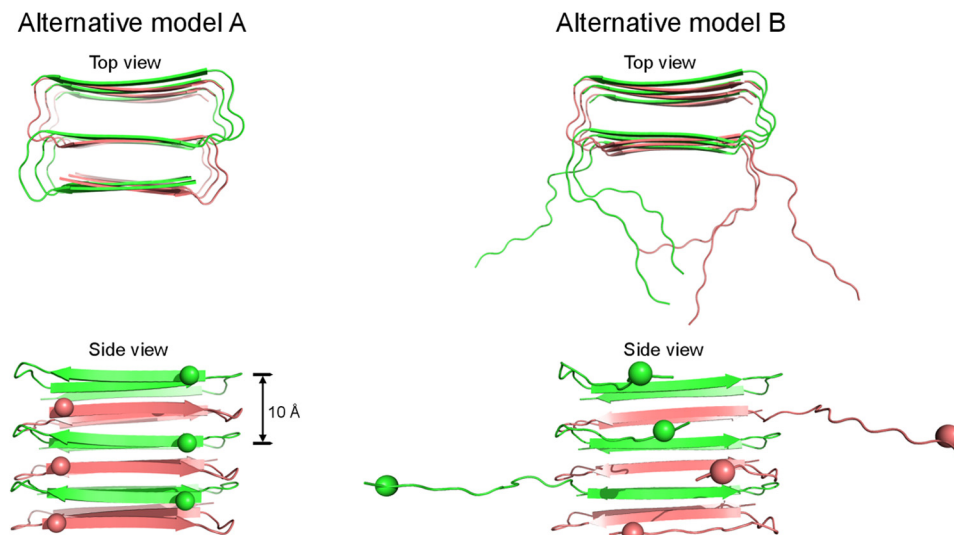 Alternative model A
Alternative model B
Top view
Top view
Side view
Side view
10 Å